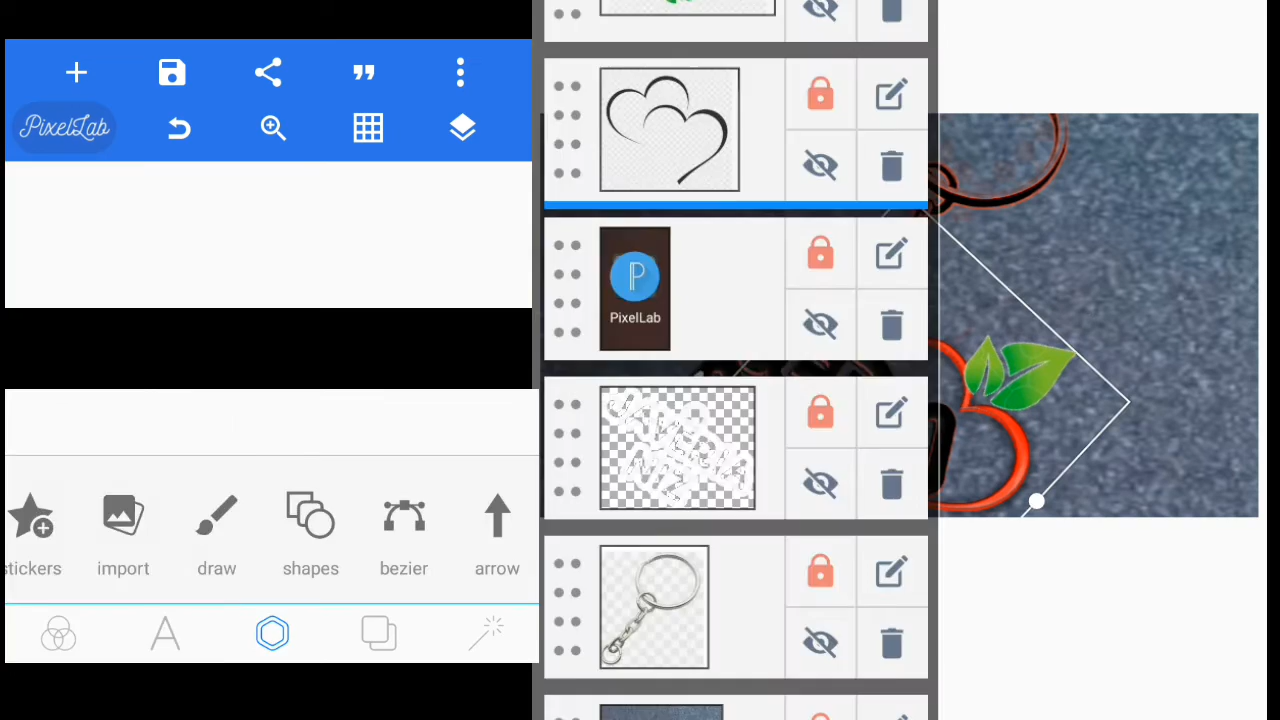 PixelLab
PixelLab
stickers
import
draw
shapes
bezier
arrow